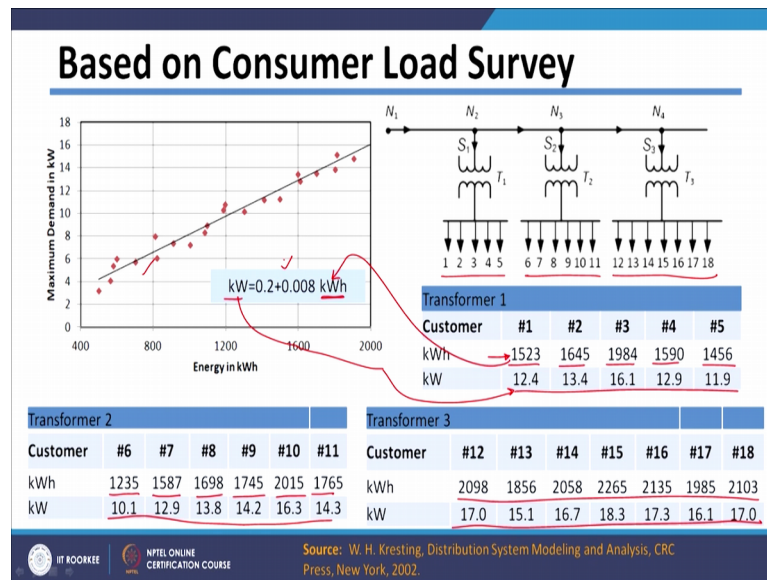 Based on Consumer Load Survey
Maximum Demand in kW
18
16
14
12
10
8
6
4
2
0
400 800 1200 1600 2000
Energy in kWh
kW=0.2+0.008 kWh
N1 N2 N3 N4
S1 S2 S3
T1 T2 T3
1 2 3 4 5 6 7 8 9 10 11 12 13 14 15 16 17 18
Transformer 1
Customer #1 #2 #3 #4 #5
kWh 1523 1645 1984 1590 1456
kW 12.4 13.4 16.1 12.9 11.9
Transformer 2
Customer #6 #7 #8 #9 #10 #11
kWh 1235 1587 1698 1745 2015 1765
kW 10.1 12.9 13.8 14.2 16.3 14.3
Transformer 3
Customer #12 #13 #14 #15 #16 #17 #18
kWh 2098 1856 2058 2265 2135 1985 2103
kW 17.0 15.1 16.7 18.3 17.3 16.1 17.0
IIT ROORKEE
NPTEL ONLINE
CERTIFICATION COURSE
Source: W. H. Kresting, Distribution System Modeling and Analysis, CRC
Press, New York, 2002.